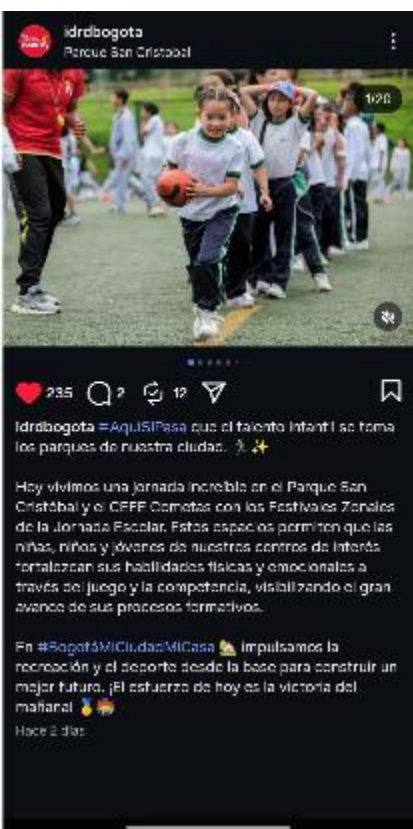 idrdbogota
Parque San Cristobal
1/20
235 2 12
idrdbogota #AquiSiPasa que el talento infantil se toma
los parques de nuestra ciudad.
Hoy vivimos una jornada increíble en el Parque San
Cristóbal y el CEFE Cometas con los Festivales Zonales
de la Jornada Escolar. Estos espacios permiten que las
niñas, niños y jóvenes de nuestros centros de interés
fortalezcan sus habilidades físicas y emocionales a
través del juego y la competencia, visibilizando el gran
avance de sus procesos formativos.
En #BogotáMiCiudadMiCasa 🏡 impulsamos la
recreación y el deporte desde la base para construir un
mejor futuro. ¡El esfuerzo de hoy es la victoria del
mañana!
Hace 2 días